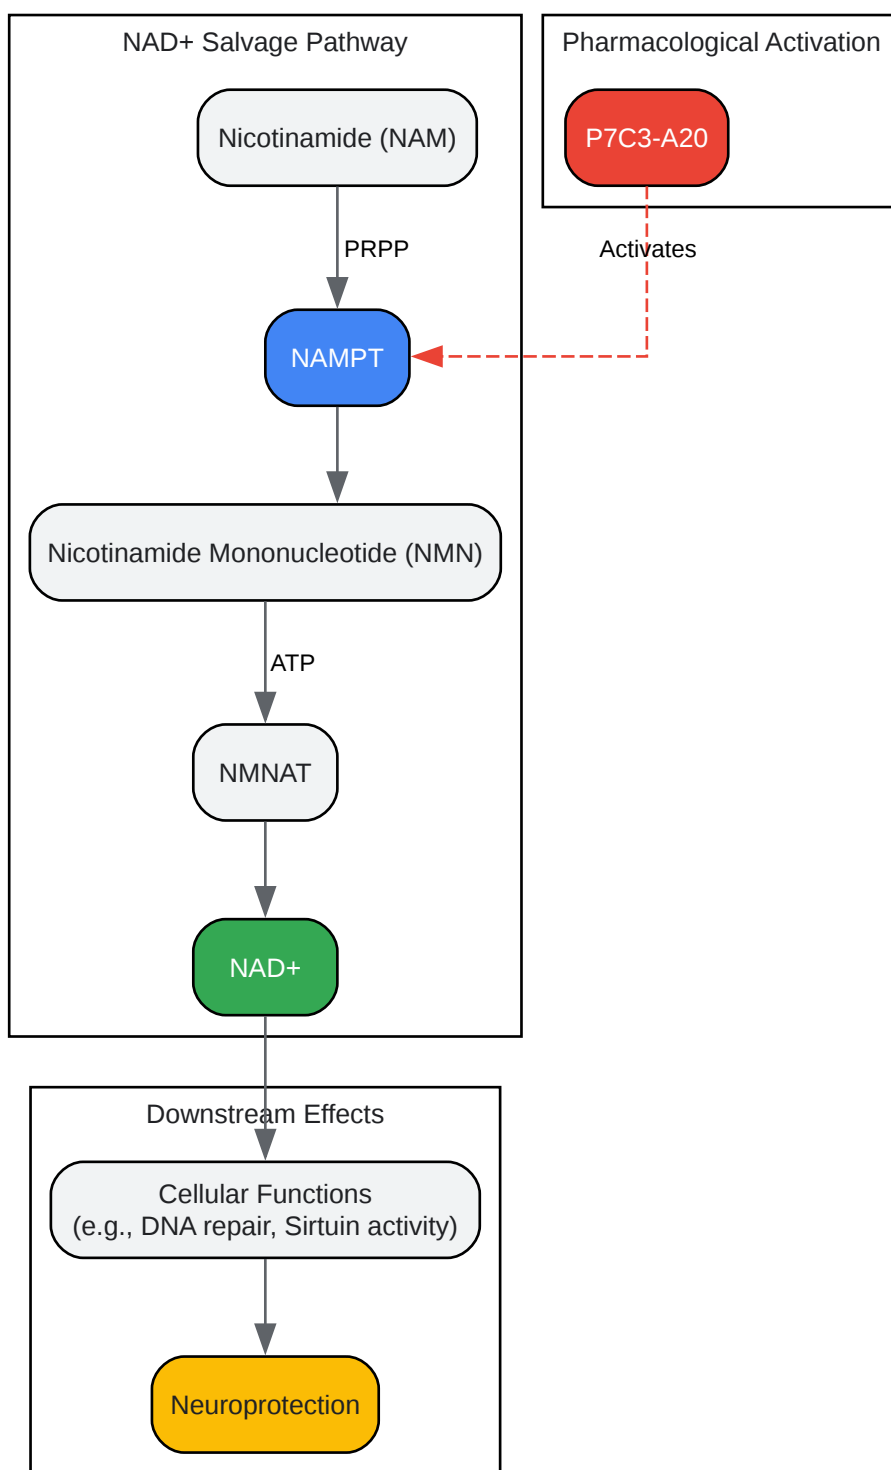 NAD+ Salvage Pathway
Pharmacological Activation
Nicotinamide (NAM)
P7C3-A20
PRPP
Activates
NAMPT
Nicotinamide Mononucleotide (NMN)
ATP
NMNAT
NAD+
Downstream Effects
Cellular Functions
(e.g., DNA repair, Sirtuin activity)
Neuroprotection